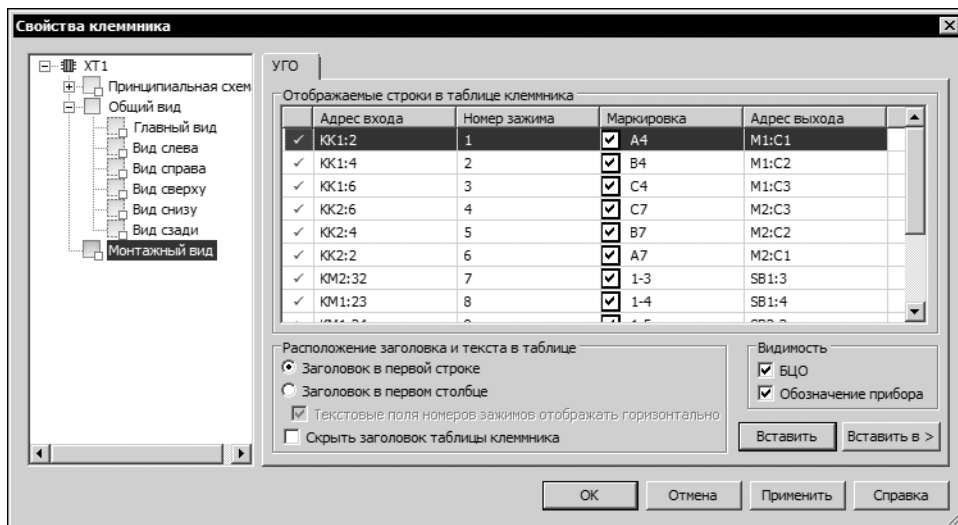 Свойства клеммника
XT1
Принципиальная схем
Общий вид
Главный вид
Вид слева
Вид справа
Вид сверху
Вид снизу
Вид сзади
Монтажный вид
УГО
Отображаемые строки в таблице клеммника
Адрес входа Номер зажима Маркировка Адрес выхода
KK1:2 1 A4 M1:C1
KK1:4 2 B4 M1:C2
KK1:6 3 C4 M1:C3
KK2:6 4 C7 M2:C3
KK2:4 5 B7 M2:C2
KK2:2 6 A7 M2:C1
KM2:32 7 1-3 SB1:3
KM1:23 8 1-4 SB1:4
Расположение заголовка и текста в таблице
Заголовок в первой строке
Заголовок в первом столбце
Текстовые поля номеров зажимов отображать горизонтально
Скрыть заголовок таблицы клеммника
Видимость
БЦО
Обозначение прибора
Вставить Вставить в >
OK Отмена Применить Справка